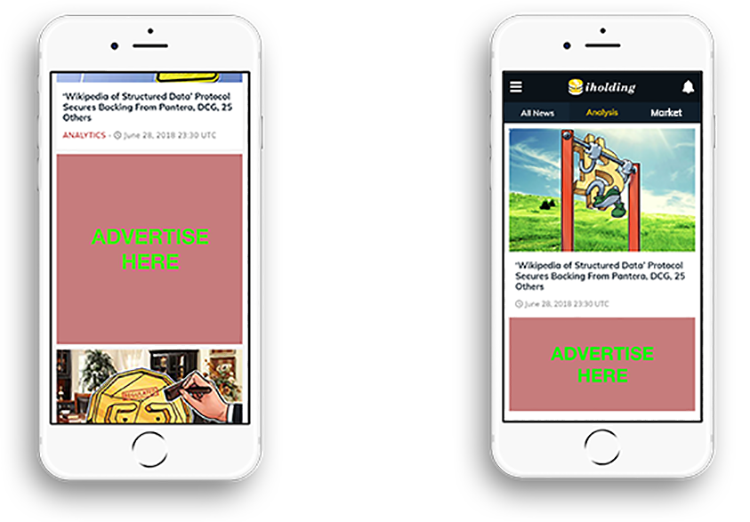 'Wikipedia of Structured Data' Protocol
Secures Backing From Pantera, DCG, 25
Others
ANALYTICS - June 28, 2018 23:30 UTC
ADVERTISE
HERE
iholding
All News Analysis Market
'Wikipedia of Structured Data' Protocol
Secures Backing From Pantera, DCG, 25
Others
June 28, 2018 23:30 UTC
ADVERTISE
HERE